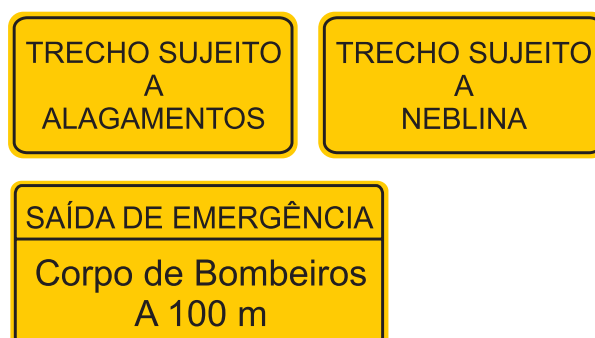 TRECHO SUJEITO
A
ALAGAMENTOS
TRECHO SUJEITO
A
NEBLINA
SAÍDA DE EMERGÊNCIA
Corpo de Bombeiros
A 100 m